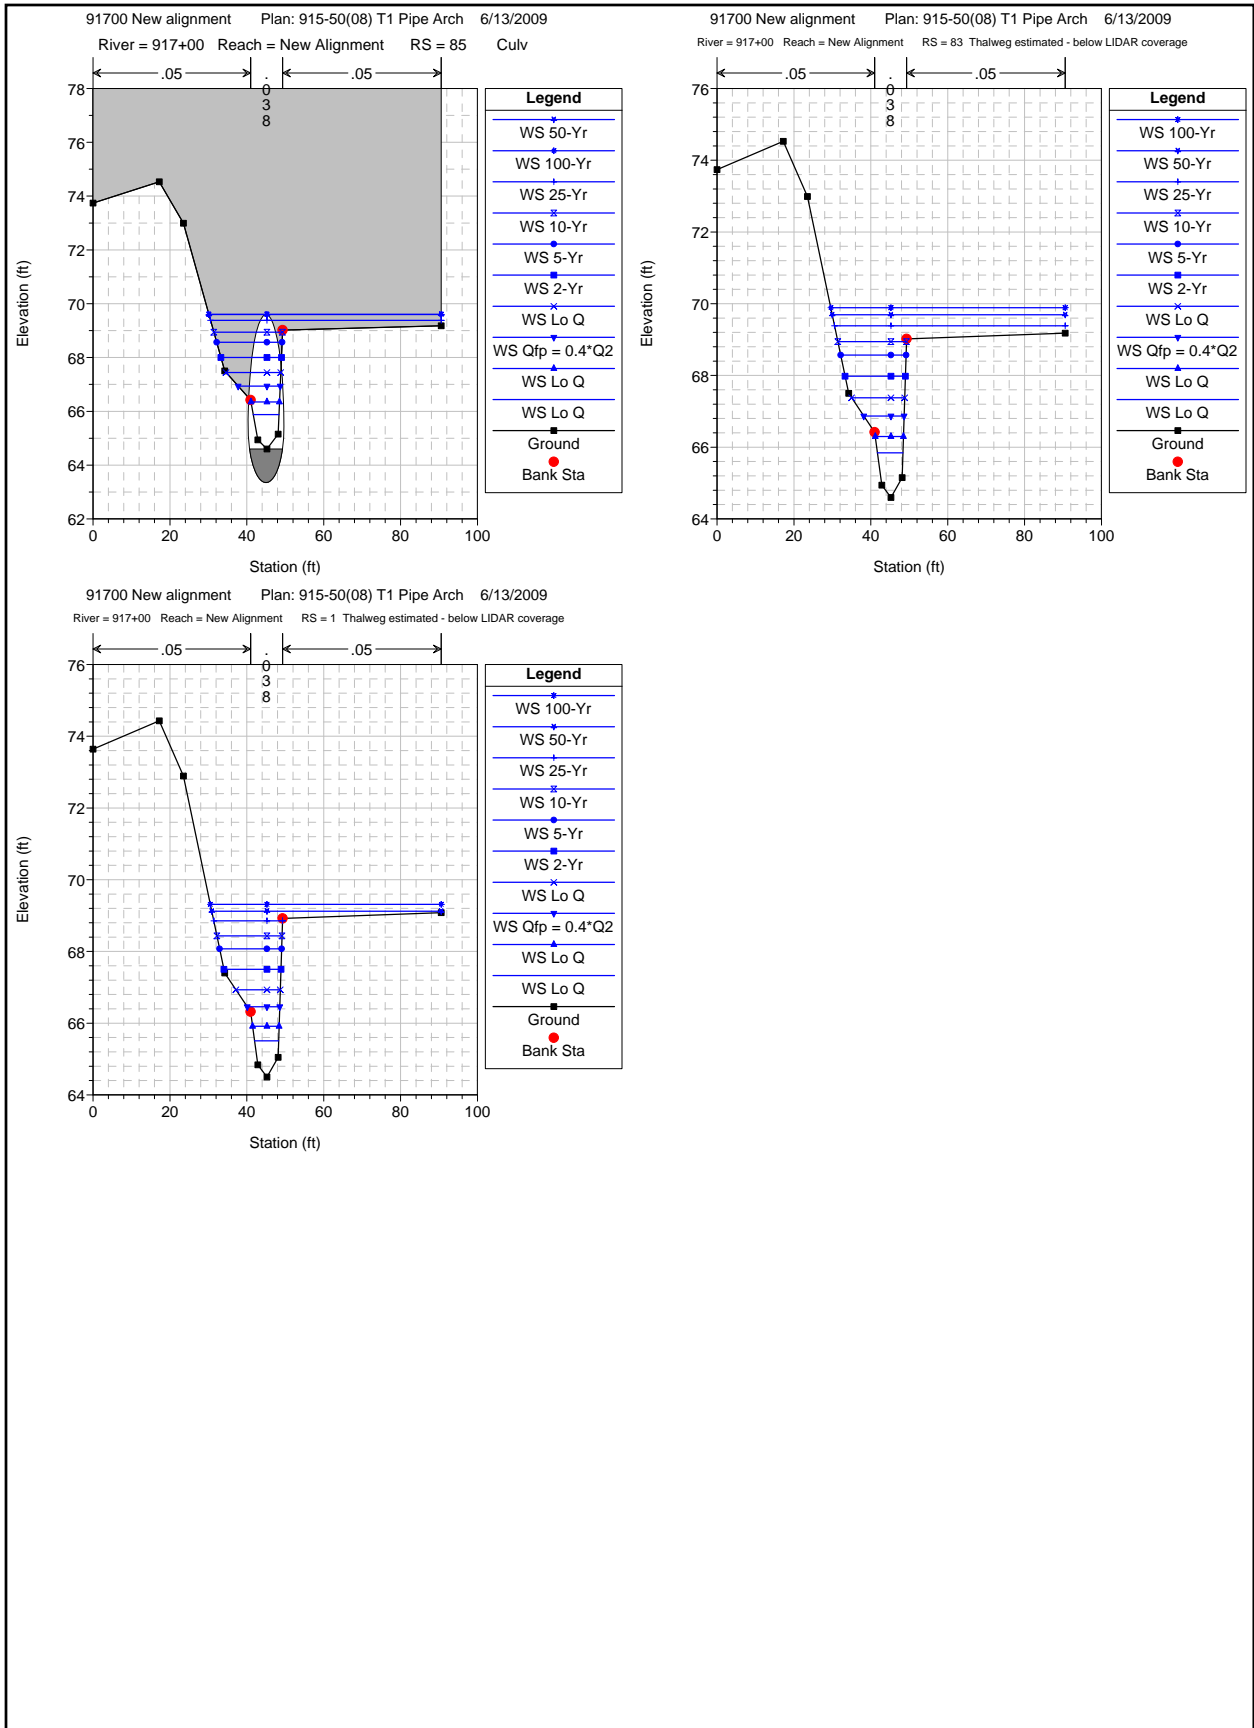 91700 New alignment Plan: 915-50(08) T1 Pipe Arch 6/13/2009
River = 917+00 Reach = New Alignment RS = 85 Culv
.05
.038
.05
78
76
74
72
70
68
66
64
62
Elevation (ft)
0 20 40 60 80 100
Station (ft)
Legend
WS 50-Yr
WS 100-Yr
WS 25-Yr
WS 10-Yr
WS 5-Yr
WS 2-Yr
WS Lo Q
WS Qfp = 0.4*Q2
WS Lo Q
WS Lo Q
Ground
Bank Sta
91700 New alignment Plan: 915-50(08) T1 Pipe Arch 6/13/2009
River = 917+00 Reach = New Alignment RS = 83 Thalweg estimated - below LIDAR coverage
.05
.038
.05
76
74
72
70
68
66
64
Elevation (ft)
0 20 40 60 80 100
Station (ft)
Legend
WS 100-Yr
WS 50-Yr
WS 25-Yr
WS 10-Yr
WS 5-Yr
WS 2-Yr
WS Lo Q
WS Qfp = 0.4*Q2
WS Lo Q
WS Lo Q
Ground
Bank Sta
91700 New alignment Plan: 915-50(08) T1 Pipe Arch 6/13/2009
River = 917+00 Reach = New Alignment RS = 1 Thalweg estimated - below LIDAR coverage
.05
.038
.05
76
74
72
70
68
66
64
Elevation (ft)
0 20 40 60 80 100
Station (ft)
Legend
WS 100-Yr
WS 50-Yr
WS 25-Yr
WS 10-Yr
WS 5-Yr
WS 2-Yr
WS Lo Q
WS Qfp = 0.4*Q2
WS Lo Q
WS Lo Q
Ground
Bank Sta